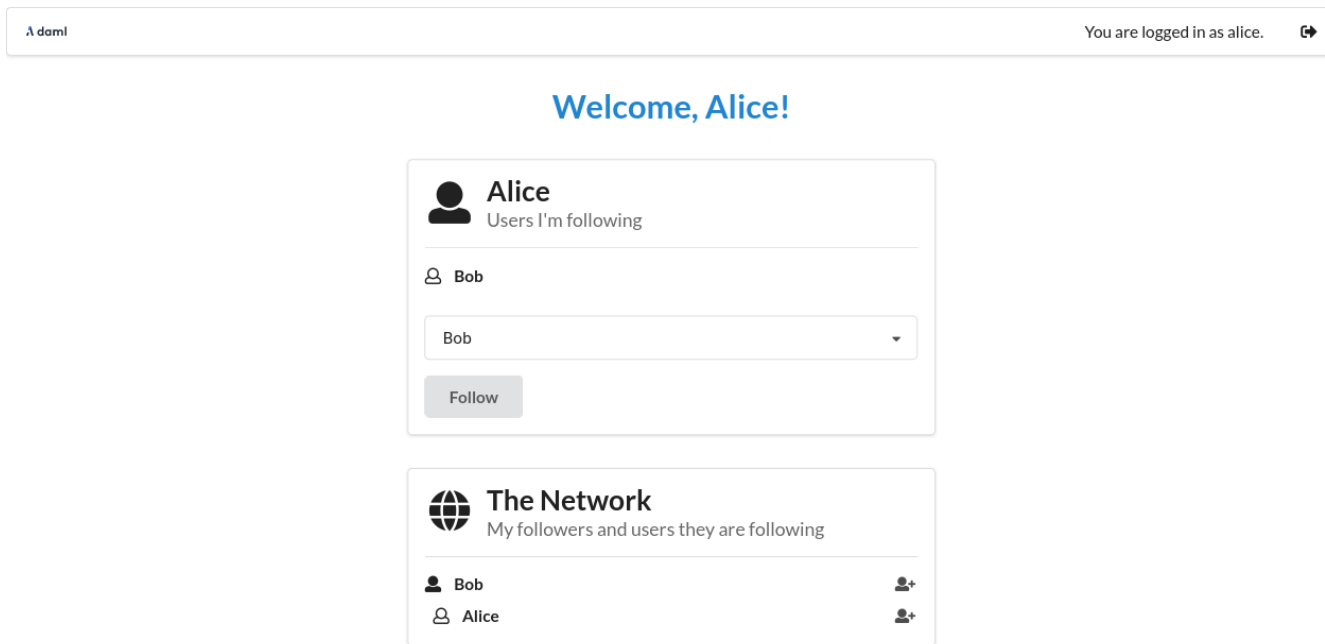 daml
You are logged in as alice.
Welcome, Alice!
Alice
Users I'm following
Bob
Bob
Follow
The Network
My followers and users they are following
Bob
Alice